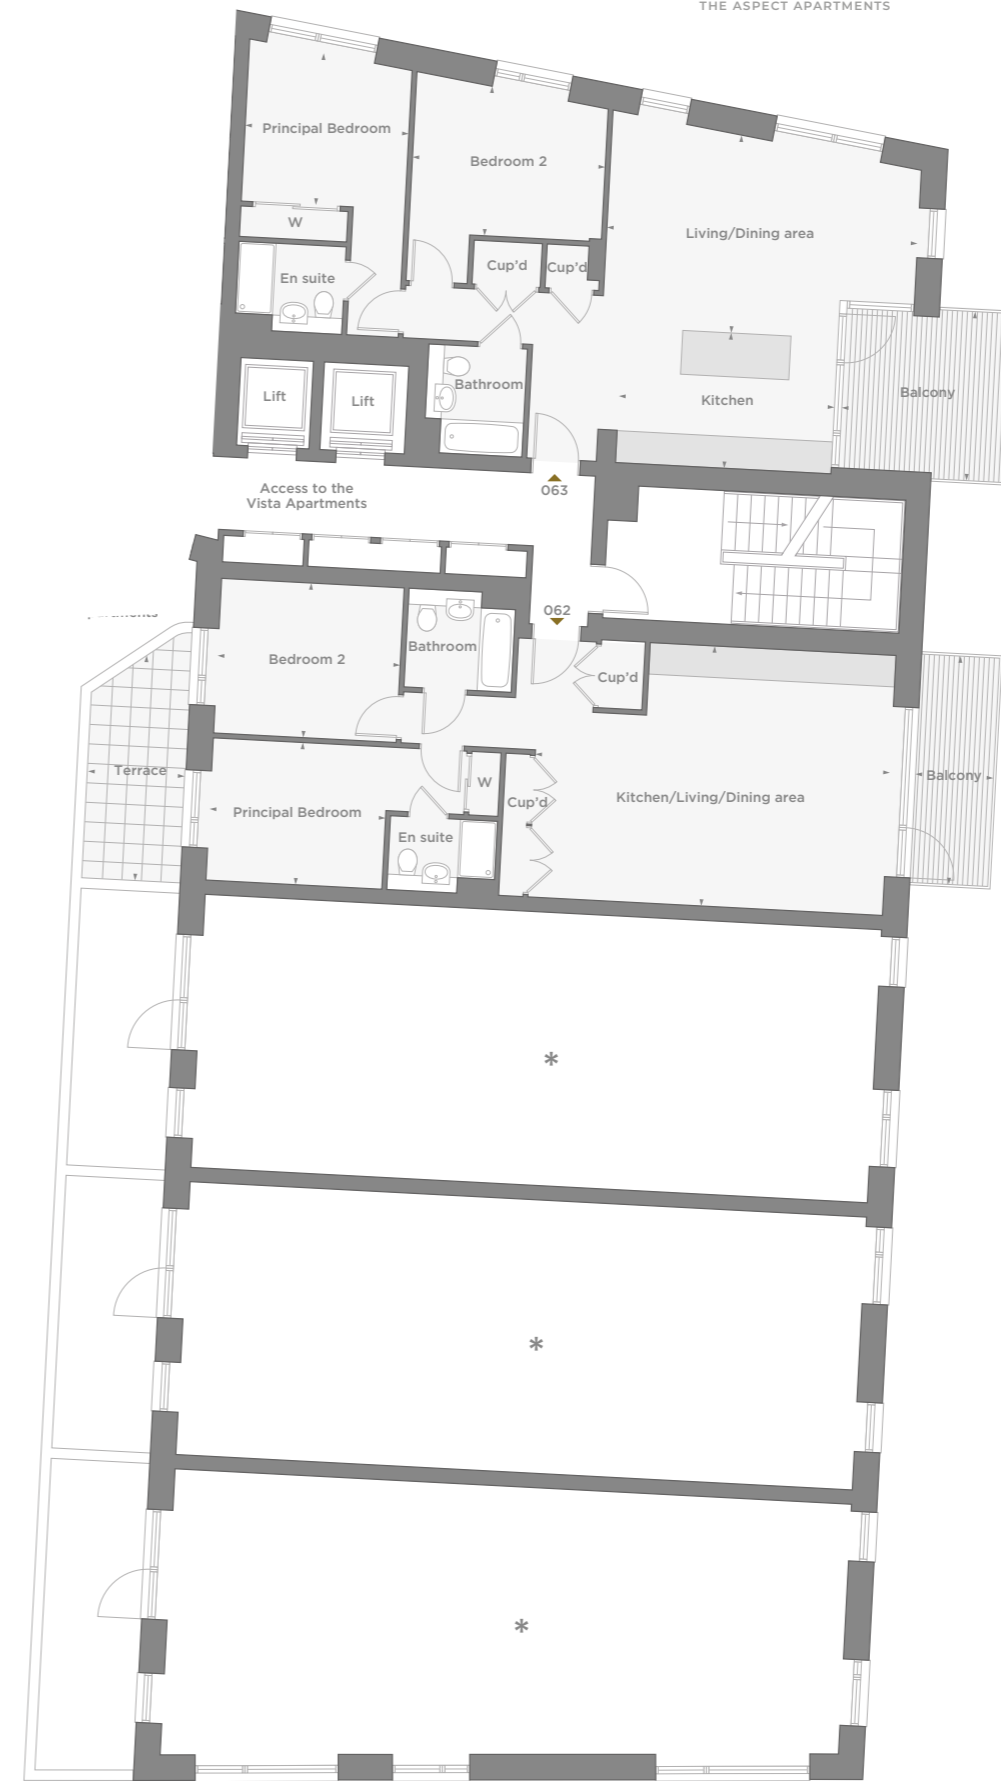 THE ASPECT APARTMENTS
Principal Bedroom
Bedroom 2
Living/Dining area
W
En suite
Cup'd
Cup'd
Bathroom
Kitchen
Balcony
Lift
Lift
Access to the
Vista Apartments
063
062
Bedroom 2
Bathroom
Cup'd
Terrace
Principal Bedroom
W
En suite
Cup'd
Kitchen/Living/Dining area
Balcony
*
*
*